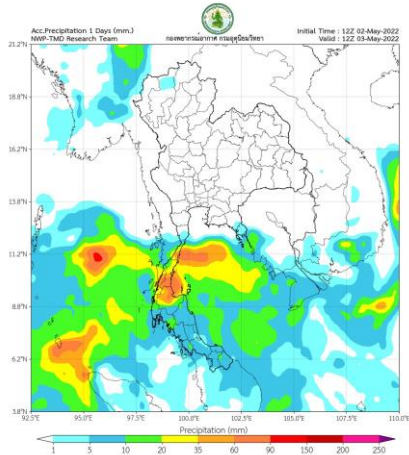 Acc.Precipitation 1 Days (mm.)
NWP-TMD Research Team
กองพยากรณ์อากาศ กรมอุตุนิยมวิทยา
Initial Time : 12Z 02-May-2022
Valid : 12Z 03-May-2022
21.2°N
18.8°N
16.2°N
13.8°N
11.2°N
8.8°N
6.2°N
3.8°N
92.5°E 95.0°E 97.5°E 100.0°E 102.5°E 105.0°E 107.5°E 110.0°E
Precipitation (mm)
1 5 10 20 35 60 90 150 200 250